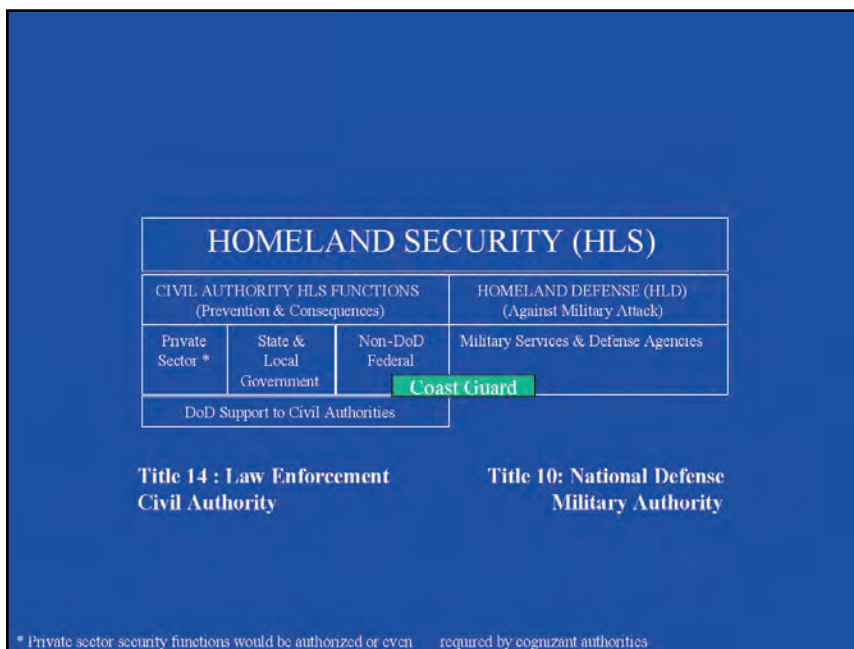 HOMELAND SECURITY (HLS)
CIVIL AUTHORITY HLS FUNCTIONS
(Prevention & Consequences)
HOMELAND DEFENSE (HLD)
(Against Military Attack)
Private
Sector *
State &
Local
Government
Non-DoD
Federal
Military Services & Defense Agencies
Coast Guard
DoD Support to Civil Authorities
Title 14 : Law Enforcement
Civil Authority
Title 10: National Defense
Military Authority
* Private sector security functions would be authorized or even required by cognizant authorities